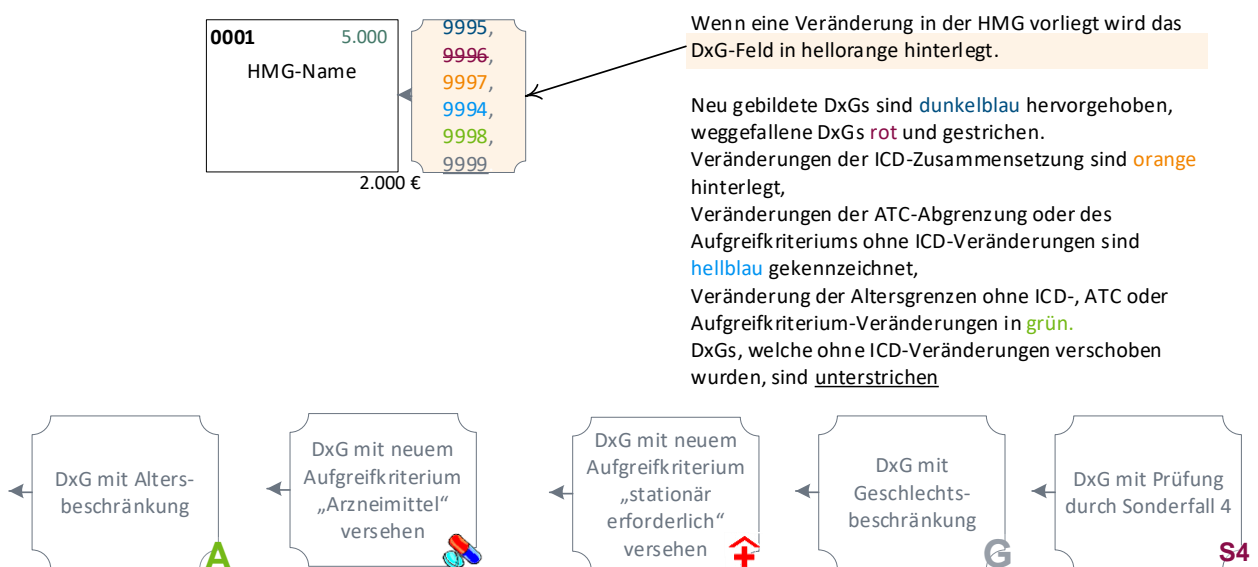 0001 5.000
HMG-Name
2.000 €
9995,
9996,
9997,
9994,
9998,
9999
Wenn eine Veränderung in der HMG vorliegt wird das
DxG-Feld in hellorange hinterlegt.
Neu gebildete DxGs sind dunkelblau hervorgehoben,
weggefallene DxGs rot und gestrichen.
Veränderungen der ICD-Zusammensetzung sind orange
hinterlegt,
Veränderungen der ATC-Abgrenzung oder des
Aufgreifkriteriums ohne ICD-Veränderungen sind
hellblau gekennzeichnet,
Veränderung der Altersgrenzen ohne ICD-, ATC oder
Aufgreifkriterium-Veränderungen in grün.
DxGs, welche ohne ICD-Veränderungen verschoben
wurden, sind unterstrichen
DxG mit Alters-
beschränkung
A
DxG mit neuem
Aufgreifkriterium
„Arzneimittel“
versehen
DxG mit neuem
Aufgreifkriterium
„stationär
erforderlich“
versehen
DxG mit
Geschlechts-
beschränkung
G
DxG mit Prüfung
durch Sonderfall 4
S4